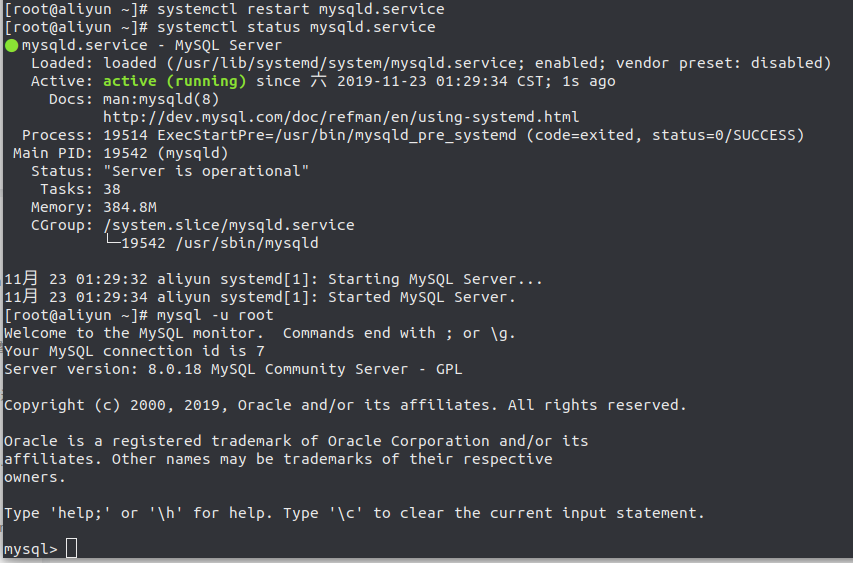 [root@aliyun ~]# systemctl restart mysqld.service
[root@aliyun ~]# systemctl status mysqld.service
● mysqld.service - MySQL Server
   Loaded: loaded (/usr/lib/systemd/system/mysqld.service; enabled; vendor preset: disabled)
   Active: active (running) since 六 2019-11-23 01:29:34 CST; 1s ago
     Docs: man:mysqld(8)
           http://dev.mysql.com/doc/refman/en/using-systemd.html
  Process: 19514 ExecStartPre=/usr/bin/mysqld_pre_systemd (code=exited, status=0/SUCCESS)
 Main PID: 19542 (mysqld)
   Status: "Server is operational"
    Tasks: 38
   Memory: 384.8M
   CGroup: /system.slice/mysqld.service
           └─19542 /usr/sbin/mysqld

11月 23 01:29:32 aliyun systemd[1]: Starting MySQL Server...
11月 23 01:29:34 aliyun systemd[1]: Started MySQL Server.
[root@aliyun ~]# mysql -u root
Welcome to the MySQL monitor.  Commands end with ; or \g.
Your MySQL connection id is 7
Server version: 8.0.18 MySQL Community Server - GPL

Copyright (c) 2000, 2019, Oracle and/or its affiliates. All rights reserved.

Oracle is a registered trademark of Oracle Corporation and/or its
affiliates. Other names may be trademarks of their respective
owners.

Type 'help;' or '\h' for help. Type '\c' to clear the current input statement.

mysql>